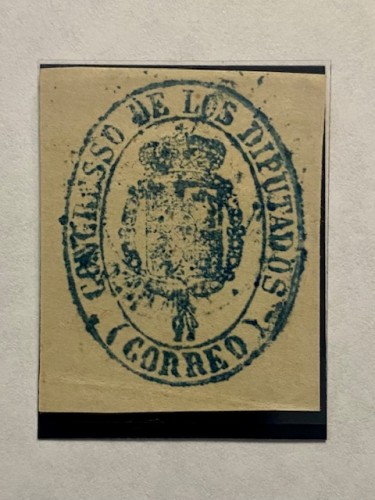 CONGRESSO DE LOS DIPUTADOS
(CORREO)